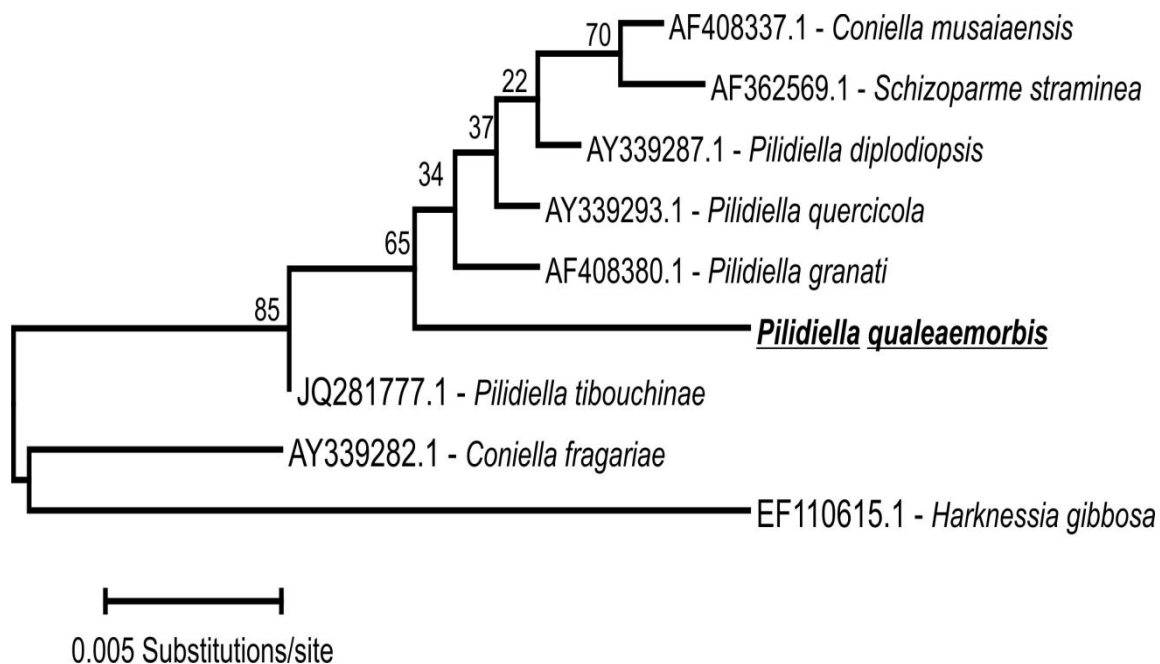 70
AF408337.1 - Coniella musaiaensis
22
AF362569.1 - Schizoparme straminea
37
AY339287.1 - Pilidiella diplodiopsis
34
AY339293.1 - Pilidiella quercicola
65
AF408380.1 - Pilidiella granati
85
Pilidiella qualeaemorbis
JQ281777.1 - Pilidiella tibouchinae
AY339282.1 - Coniella fragariae
EF110615.1 - Harknessia gibbosa
0.005 Substitutions/site